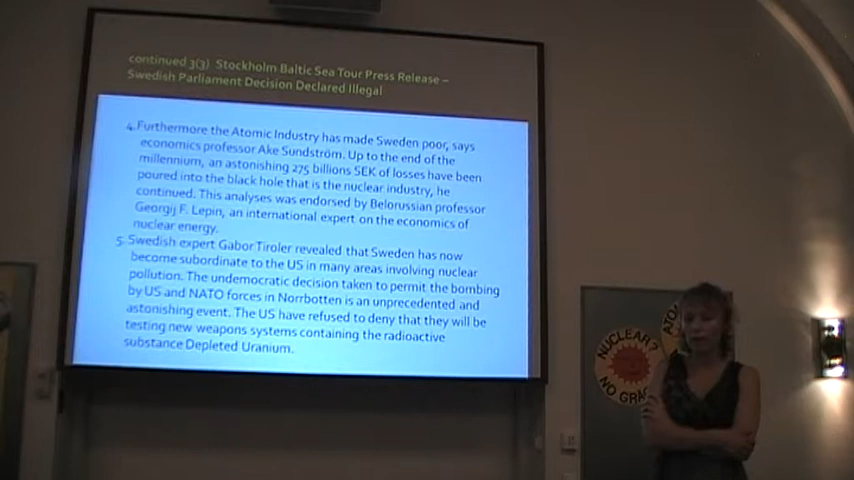 continued 3(3) Stockholm Baltic Sea Tour Press Release –
Swedish Parliament Decision Declared Illegal
4.Furthermore the Atomic Industry has made Sweden poor, says
economics professor Ake Sundström. Up to the end of the
millennium, an astonishing 275 billions SEK of losses have been
poured into the black hole that is the nuclear industry, he
continued. This analyses was endorsed by Belorussian professor
Georgij F. Lepin, an international expert on the economics of
nuclear energy.
5. Swedish expert Gabor Tiroler revealed that Sweden has now
become subordinate to the US in many areas involving nuclear
pollution. The undemocratic decision taken to permit the bombing
by US and NATO forces in Norrbotten is an unprecedented and
astonishing event. The US have refused to deny that they will be
testing new weapons systems containing the radioactive
substance Depleted Uranium.
NUCLEAR?
NO